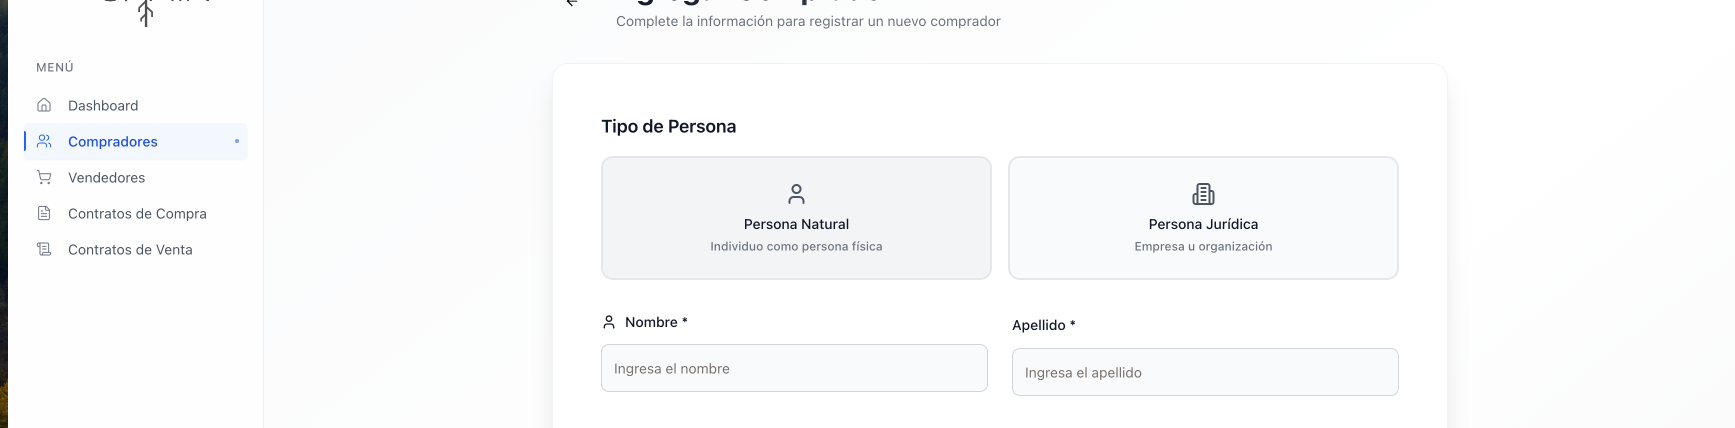 Complete la información para registrar un nuevo comprador
MENÚ
Dashboard
Compradores
Vendedores
Contratos de Compra
Contratos de Venta
Tipo de Persona
Persona Natural
Individuo como persona física
Persona Jurídica
Empresa u organización
Nombre *
Ingresa el nombre
Apellido *
Ingresa el apellido